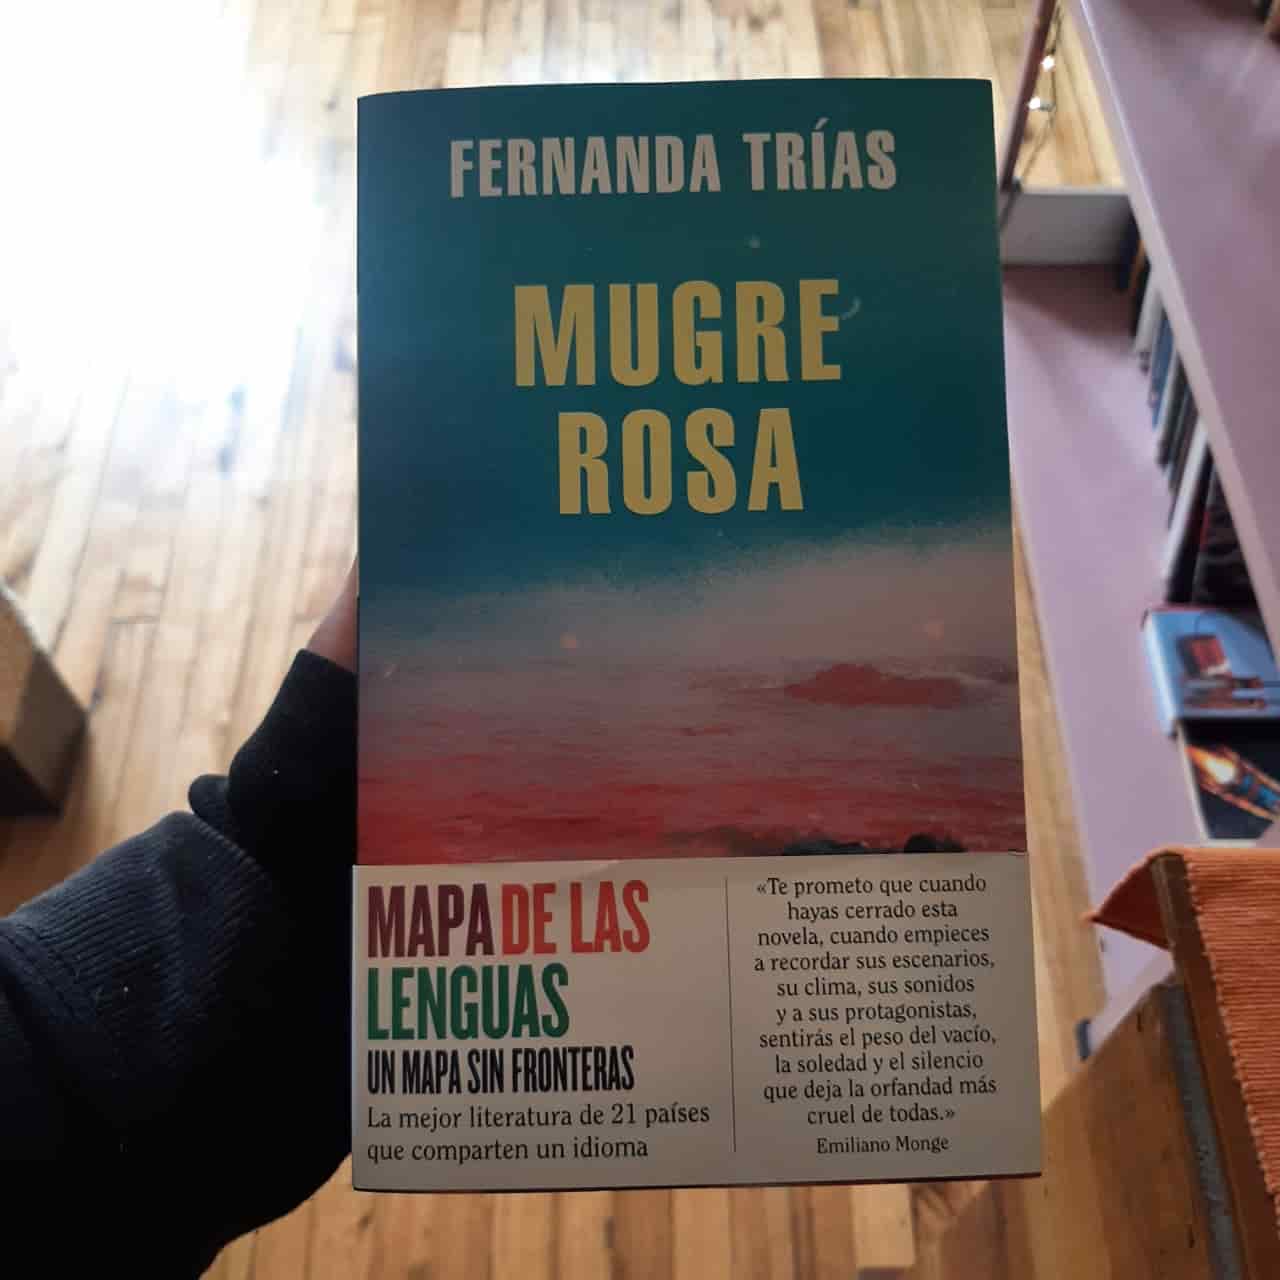 FERNANDA TRÍAS
MUGRE
ROSA
MAPA DE LAS
LENGUAS
UN MAPA SIN FRONTERAS
La mejor literatura de 21 países
que comparten un idioma
«Te prometo que cuando
hayas cerrado esta
novela, cuando empieces
a recordar sus escenarios,
su clima, sus sonidos
y a sus protagonistas,
sentirás el peso del vacío,
la soledad y el silencio
que deja la orfandad más
cruel de todas.»
Emiliano Monge